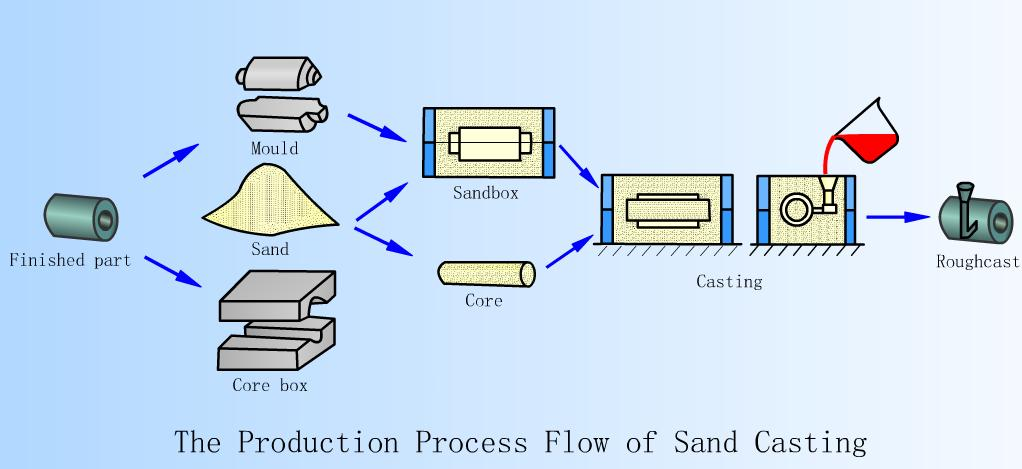 Mould
Sand
Finished part
Core box
Sandbox
Core
Casting
Roughcast
The Production Process Flow of Sand Casting